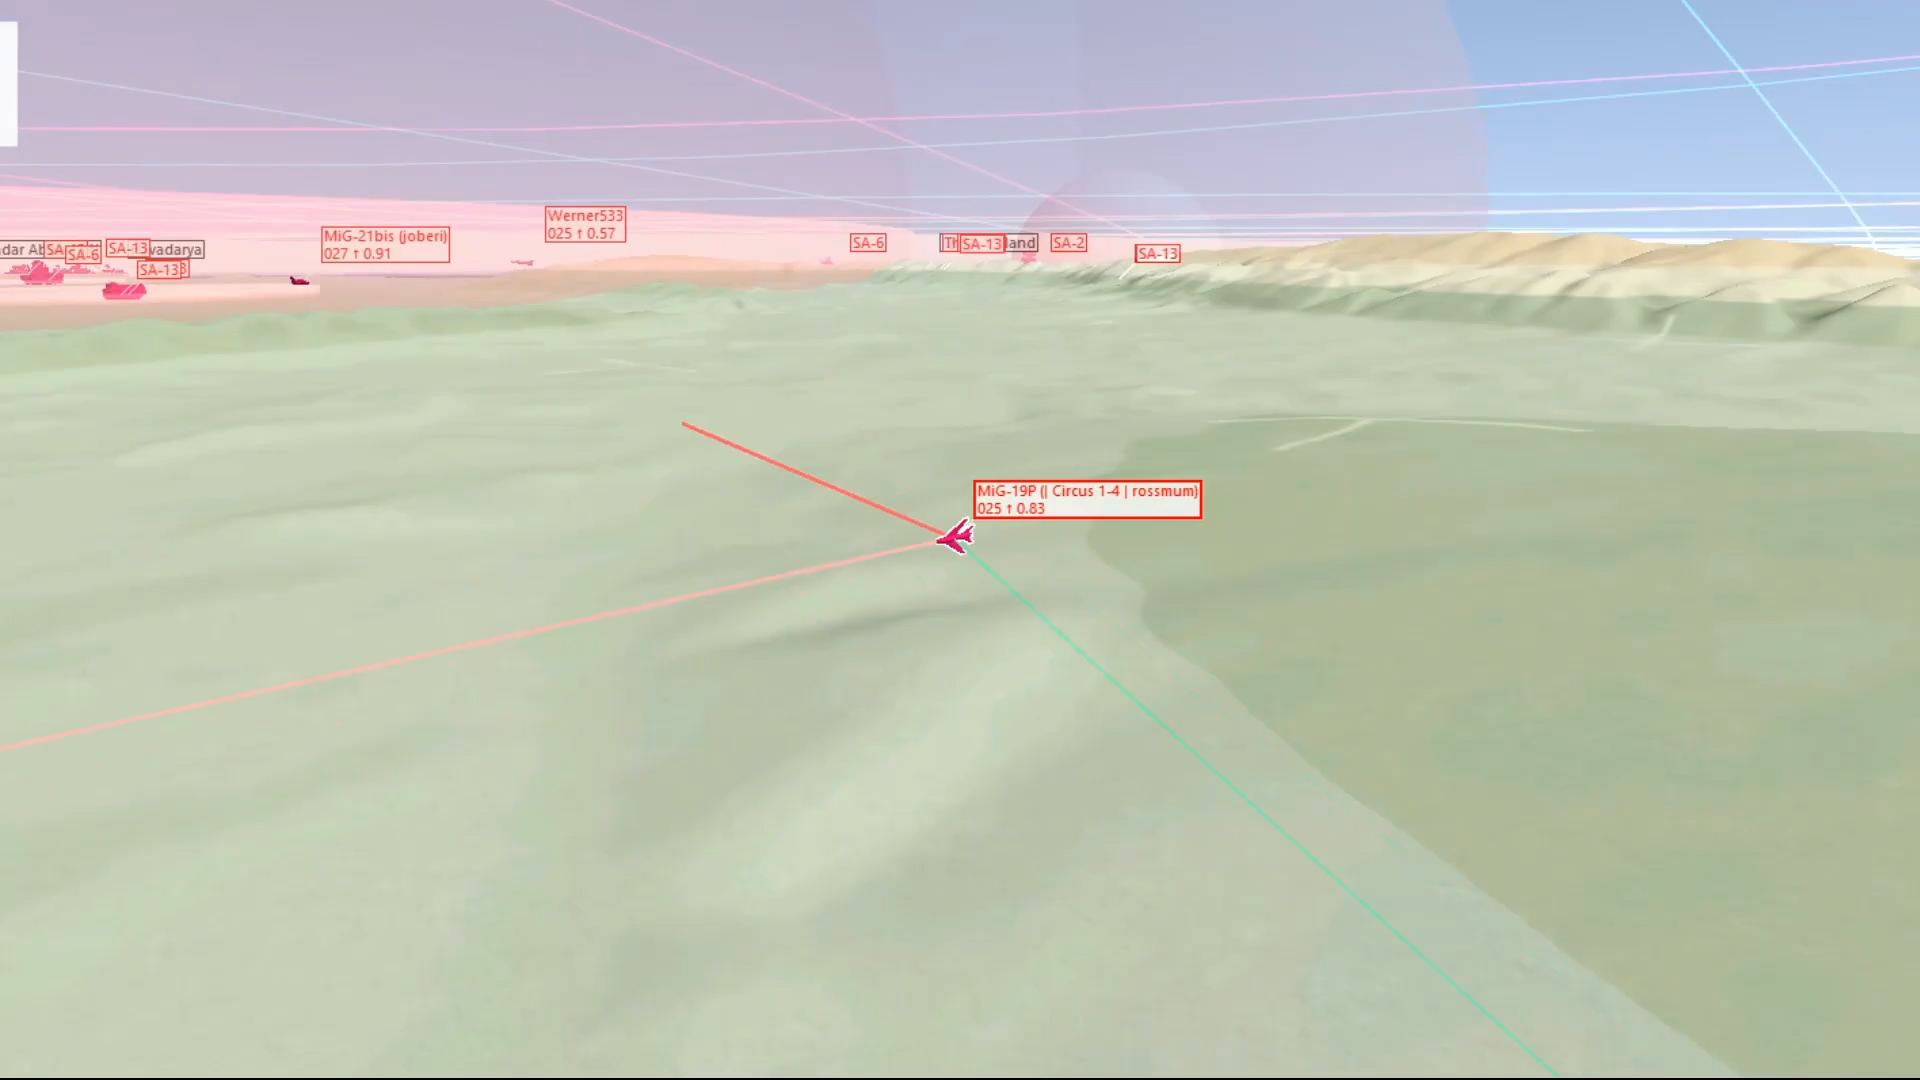 Werner533
025 ↑ 0.57
MiG-21bis (joberi)
027 ↑ 0.91
SA-6
SA-13
vadarya
SA-13
SA-6
SA-13
land
SA-2
SA-13
MiG-19P (| Circus 1-4 | rossmum)
025 ↑ 0.83